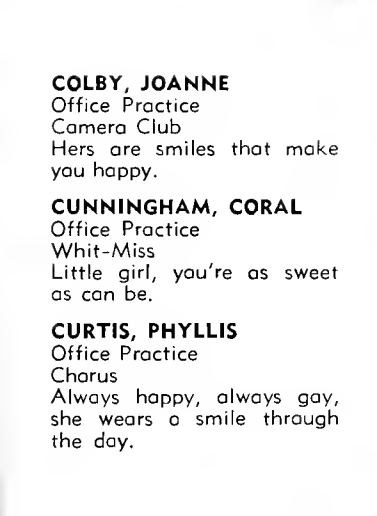 COLBY, JOANNE
Office Practice
Camera Club
Hers are smiles that make
you happy.
CUNNINGHAM, CORAL
Office Practice
Whit-Miss
Little girl, you're as sweet
as can be.
CURTIS, PHYLLIS
Office Practice
Chorus
Always happy, always gay,
she wears a smile through
the day.